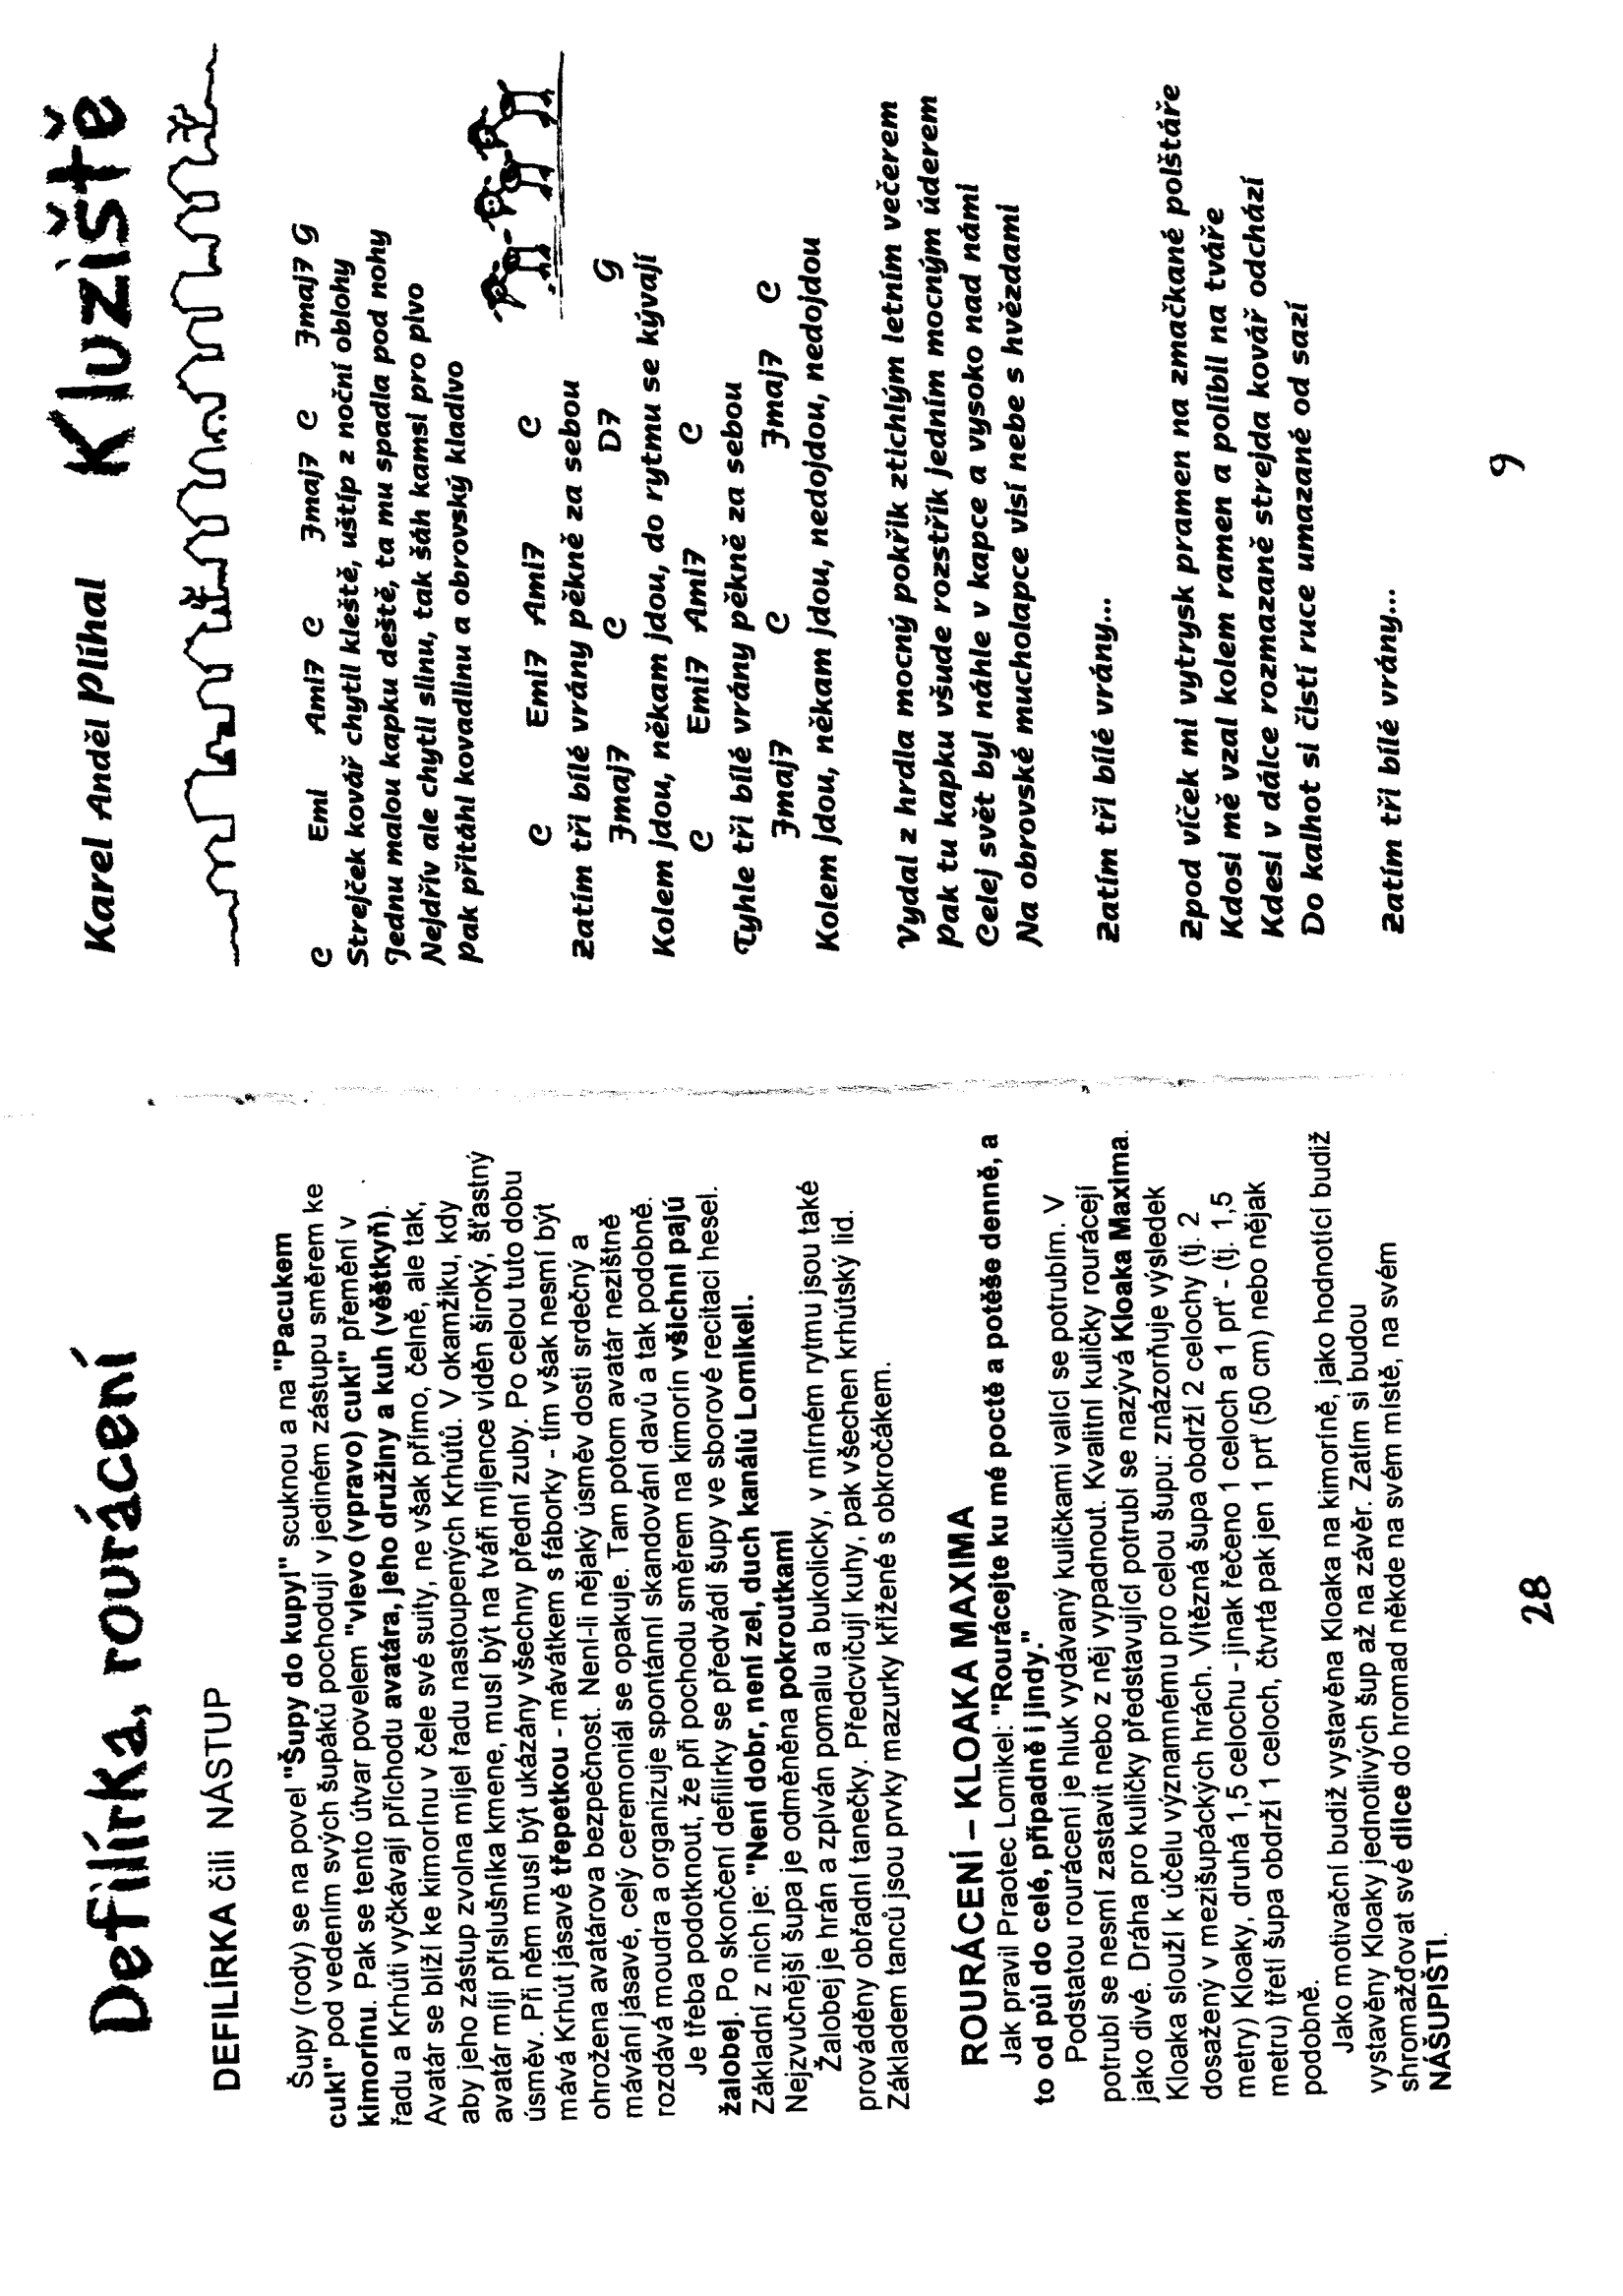 Defilírka, rourácení
DEFILÍRKA čili NÁSTUP
Šupy (rody) se na povel "Šupy do kupy!" scuknou a na "Pacukem
cuk!" pod vedením svých šupáků pochodují v jediném zástupu směrem ke
kimorínu. Pak se tento útvar povelem "vlevo (vpravo) cuk!" přemění v
řadu a Krhúti vyčkávají příchodu avatára, jeho družiny a kuh (věštkyň).
Avatár se blíží ke kimorínu v čele své suity, ne však přímo, čelně, ale tak,
aby jeho zástup zvolna míjel řadu nastoupených Krhútů. V okamžiku, kdy
avatár míjí příslušníka kmene, musí být na tváři míjence viděn široký, šťastný
úsměv. Při něm musí být ukázány všechny přední zuby. Po celou tuto dobu
mává Krhút jásavě třepetkou - mávátkem s fáborky - tím však nesmí být
ohrožena avatárova bezpečnost. Není-li nějaký úsměv dosti srdečný a
mávání jásavé, celý ceremoniál se opakuje. Tam potom avatár nezištně
rozdává moudra a organizuje spontánní skandování davů a tak podobně.
Je třeba podotknout, že při pochodu směrem na kimorín všichni pajú
žalobej. Po skončení defilírky se předvádí šupy ve sborové recitaci hesel.
Základní z nich je: "Není dobr, není zel, duch kanálů Lomikel!.
Nejzvučnější šupa je odměněna pokroutkami
Žalobej je hrán a zpíván pomalu a bukolicky, v mírném rytmu jsou také
prováděny obřadní tanečky. Předcvičují kuhy, pak všechen krhútský lid.
Základem tanců jsou prvky mazurky křížené s obkročákem.
ROURÁCENÍ – KLOAKA MAXIMA
Jak pravil Praotec Lomikel: "Rourácejte ku mé poctě a potěše denně, a
to od půl do celé, případně i jindy."
Podstatou rourácení je hluk vydávaný kuličkami valící se potrubím. V
potrubí se nesmí zastavit nebo z něj vypadnout. Kvalitní kuličky rourácejí
jako divé. Dráha pro kuličky představující potrubí se nazývá Kloaka Maxima.
Kloaka slouží k účelu významnému pro celou šupu: znázorňuje výsledek
dosažený v mezišupáckých hrách. Vítězná šupa obdrží 2 celochy (tj. 2
metry) Kloaky, druhá 1,5 celochu - jinak řečeno 1 celoch a 1 prť - (tj. 1,5
metru) třetí šupa obdrží 1 celoch, čtvrtá pak jen 1 prť (50 cm) nebo nějak
podobně.
Jako motivační budiž vystavěna Kloaka na kimoríně, jako hodnotící budiž
vystavěny Kloaky jednotlivých šup až na závěr. Zatím si budou
shromažďovat své dílce do hromad někde na svém místě, na svém
NÁŠUPIŠTI.
28
Karel Anděl Plíhal Kluziště
C Emi Ami7 C Fmaj7 C Fmaj7 G
Strejček kovář chytil kleště, uštíp z noční oblohy
Jednu malou kapku deště, ta mu spadla pod nohy
Nejdřív ale chytil slinu, tak šáh kamsi pro pivo
Pak přitáhl kovadlinu a obrovský kladivo
C Emi7 Ami7 C
Zatím tři bílé vrány pěkně za sebou
Fmaj7 C D7 G
Kolem jdou, někam jdou, do rytmu se kývají
C Emi7 Ami7 C
Tyhle tři bílé vrány pěkně za sebou
Fmaj7 C Fmaj7 C
Kolem jdou, někam jdou, nedojdou, nedojdou
Vydal z hrdla mocný pokřik ztichlým letním večerem
Pak tu kapku všude rozstřík jedním mocným úderem
Celej svět byl náhle v kapce a vysoko nad námi
Na obrovské mucholapce visí nebe s hvězdami
Zatím tři bílé vrány...
Zpod víček mi vytrysk pramen na zmačkané polštáře
Kdosi mě vzal kolem ramen a políbil na tváře
Kdesi v dálce rozmazaně strejda kovář odchází
Do kalhot si čistí ruce umazané od sazí
Zatím tři bílé vrány...
9